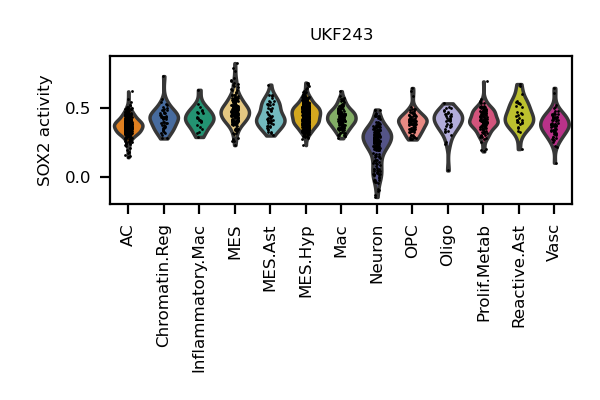 UKF243
SOX2 activity
0.5
0.0
AC
Chromatin.Reg
Inflammatory.Mac
MES
MES.Ast
MES.Hyp
Mac
Neuron
OPC
Oligo
Prolif.Metab
Reactive.Ast
Vasc